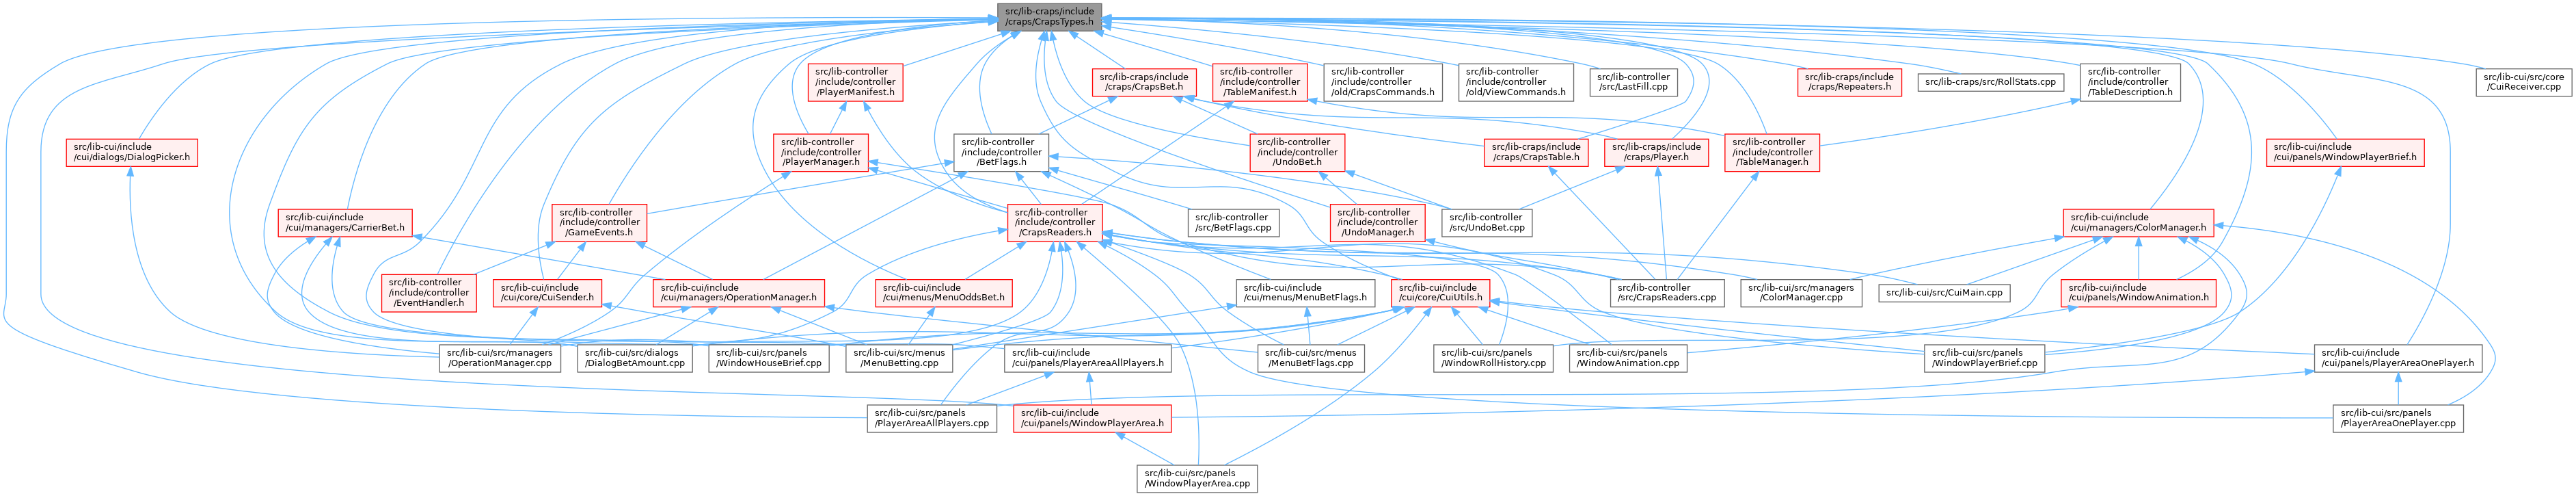 src/lib-craps/include
/craps/CrapsTypes.h
src/lib-controller
/include/controller
/PlayerManifest.h
src/lib-craps/include
/craps/CrapsBet.h
src/lib-controller
/include/controller
/TableManifest.h
src/lib-controller
/include/controller
/old/CrapsCommands.h
src/lib-controller
/include/controller
/old/ViewCommands.h
src/lib-controller
/src/LastFill.cpp
src/lib-craps/include
/craps/Repeaters.h
src/lib-craps/src/RollStats.cpp
src/lib-controller
/include/controller
/TableDescription.h
src/lib-cui/src/core
/CuiReceiver.cpp
src/lib-cui/include
/cui/dialogs/DialogPicker.h
src/lib-controller
/include/controller
/PlayerManager.h
src/lib-controller
/include/controller
/BetFlags.h
src/lib-controller
/include/controller
/UndoBet.h
src/lib-craps/include
/craps/CrapsTable.h
src/lib-craps/include
/craps/Player.h
src/lib-controller
/include/controller
/TableManager.h
src/lib-cui/include
/cui/panels/WindowPlayerBrief.h
src/lib-cui/include
/cui/managers/CarrierBet.h
src/lib-controller
/include/controller
/GameEvents.h
src/lib-controller
/include/controller
/CrapsReaders.h
src/lib-controller
/src/BetFlags.cpp
src/lib-controller
/include/controller
/UndoManager.h
src/lib-controller
/src/UndoBet.cpp
src/lib-cui/include
/cui/managers/ColorManager.h
src/lib-controller
/include/controller
/EventHandler.h
src/lib-cui/include
/cui/core/CuiSender.h
src/lib-cui/include
/cui/managers/OperationManager.h
src/lib-cui/include
/cui/menus/MenuOddsBet.h
src/lib-cui/include
/cui/menus/MenuBetFlags.h
src/lib-cui/include
/cui/core/CuiUtils.h
src/lib-controller
/src/CrapsReaders.cpp
src/lib-cui/src/managers
/ColorManager.cpp
src/lib-cui/src/CuiMain.cpp
src/lib-cui/include
/cui/panels/WindowAnimation.h
src/lib-cui/src/managers
/OperationManager.cpp
src/lib-cui/src/dialogs
/DialogBetAmount.cpp
src/lib-cui/src/panels
/WindowHouseBrief.cpp
src/lib-cui/src/menus
/MenuBetting.cpp
src/lib-cui/include
/cui/panels/PlayerAreaAllPlayers.h
src/lib-cui/src/menus
/MenuBetFlags.cpp
src/lib-cui/src/panels
/WindowRollHistory.cpp
src/lib-cui/src/panels
/WindowAnimation.cpp
src/lib-cui/src/panels
/WindowPlayerBrief.cpp
src/lib-cui/include
/cui/panels/PlayerAreaOnePlayer.h
src/lib-cui/src/panels
/PlayerAreaAllPlayers.cpp
src/lib-cui/include
/cui/panels/WindowPlayerArea.h
src/lib-cui/src/panels
/PlayerAreaOnePlayer.cpp
src/lib-cui/src/panels
/WindowPlayerArea.cpp